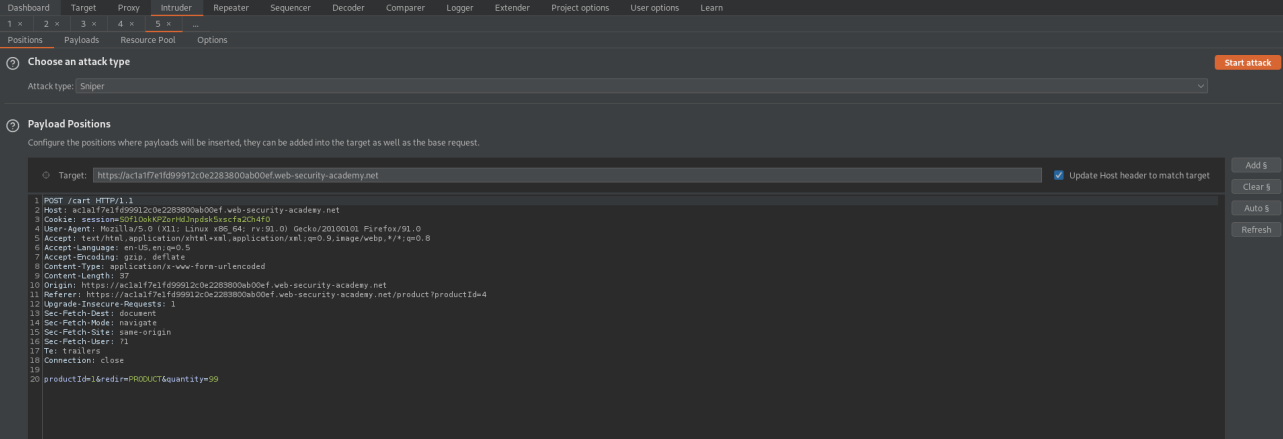 Dashboard Target Proxy Intruder Repeater Sequencer Decoder Comparer Logger Extender Project options User options Learn
1 × 2 × 3 × 4 × 5 × ...
Positions Payloads Resource Pool Options
? Choose an attack type Start attack
Attack type: Sniper
? Payload Positions
Configure the positions where payloads will be inserted, they can be added into the target as well as the base request.
Add §
Target: https://ac1a1f7e1fd99912c0e2283800ab00ef.web-security-academy.net Update Host header to match target
Clear §
Auto §
Refresh
1 POST /cart HTTP/1.1
2 Host: ac1a1f7e1fd99912c0e2283800ab00ef.web-security-academy.net
3 Cookie: session=S0f1OokKPZorHdJnpdsk5xscfa2Ch4f0
4 User-Agent: Mozilla/5.0 (X11; Linux x86_64; rv:91.0) Gecko/20100101 Firefox/91.0
5 Accept: text/html,application/xhtml+xml,application/xml;q=0.9,image/webp,*/*;q=0.8
6 Accept-Language: en-US,en;q=0.5
7 Accept-Encoding: gzip, deflate
8 Content-Type: application/x-www-form-urlencoded
9 Content-Length: 37
10 Origin: https://ac1a1f7e1fd99912c0e2283800ab00ef.web-security-academy.net
11 Referer: https://ac1a1f7e1fd99912c0e2283800ab00ef.web-security-academy.net/product?productId=4
12 Upgrade-Insecure-Requests: 1
13 Sec-Fetch-Dest: document
14 Sec-Fetch-Mode: navigate
15 Sec-Fetch-Site: same-origin
16 Sec-Fetch-User: ?1
17 Te: trailers
18 Connection: close
19
20 productId=1&redir=PRODUCT&quantity=99